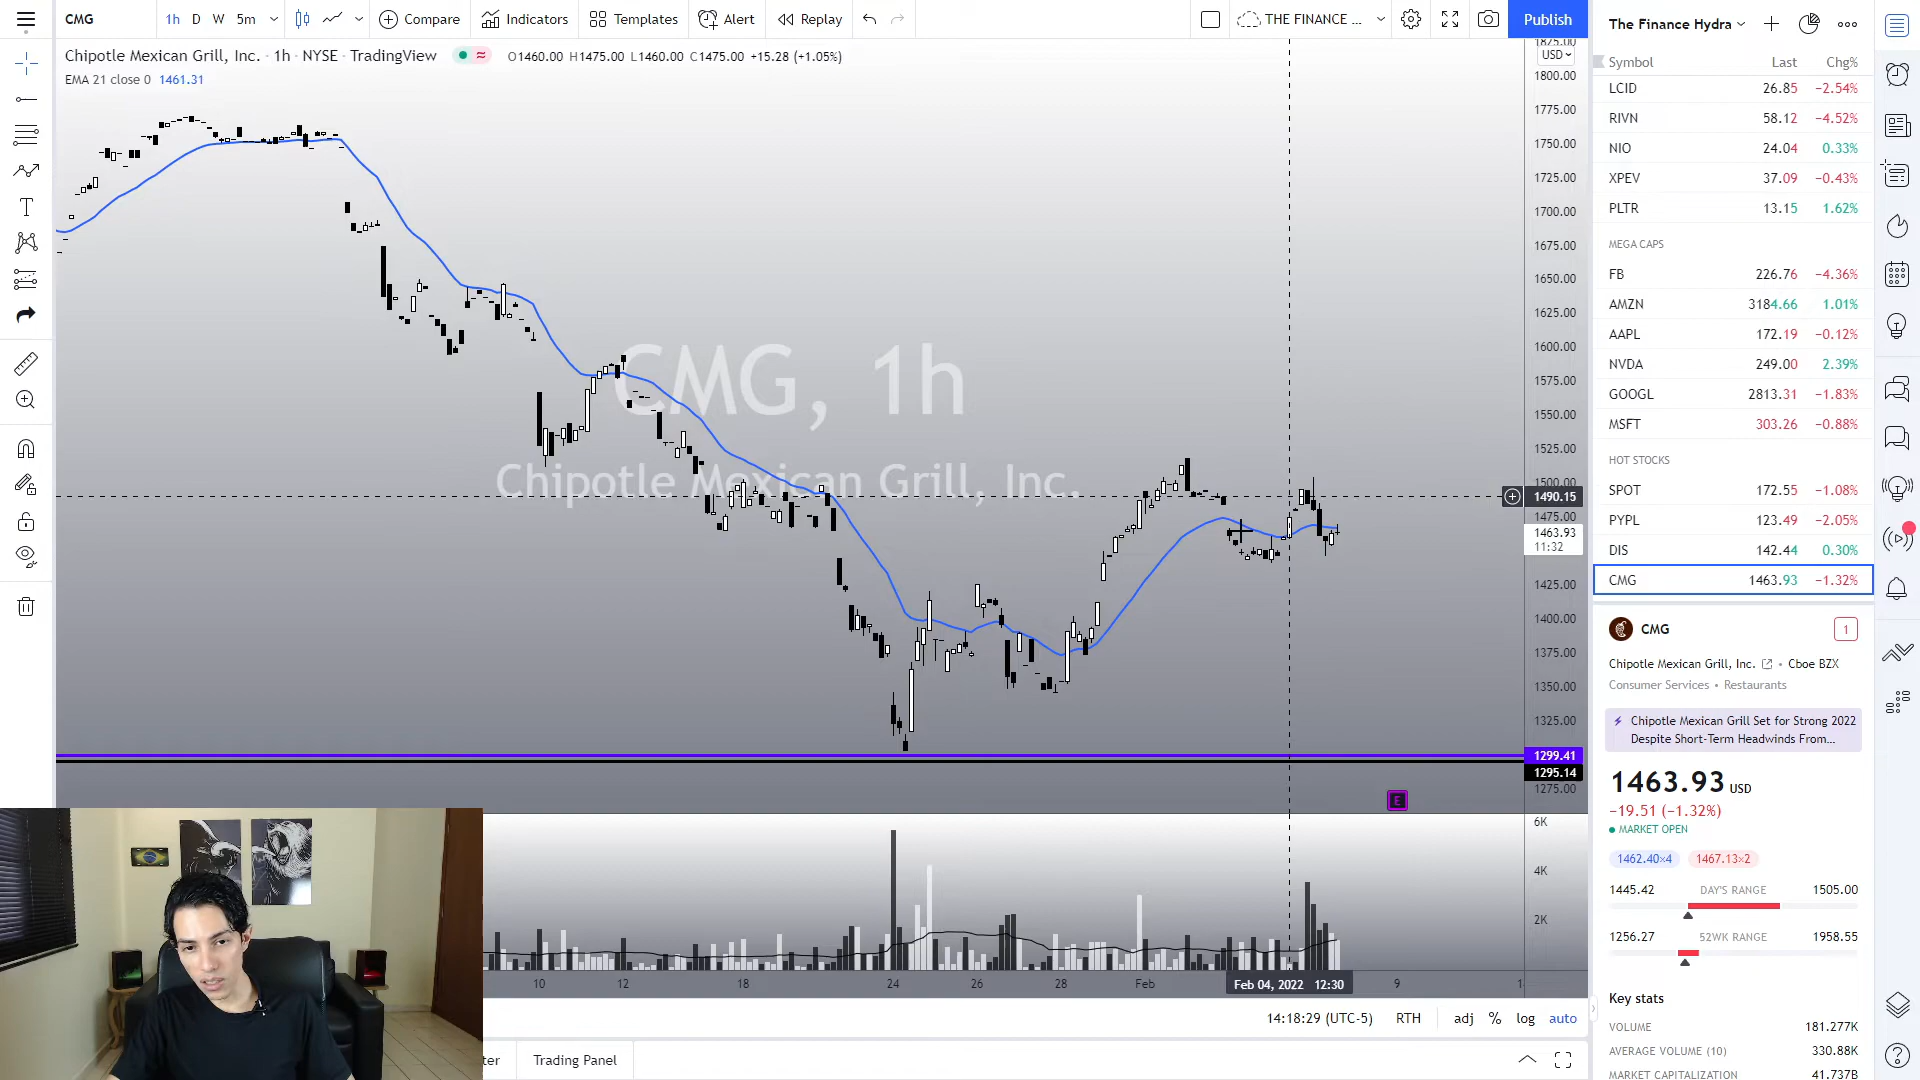 CMG
1h
D
W
5m
Compare
Indicators
Templates
Alert
Replay
THE FINANCE ...
Publish
Chipotle Mexican Grill, Inc. · 1h · NYSE · TradingView
O1460.00 H1475.00 L1460.00 C1475.00 +15.28 (+1.05%)
EMA 21 close 0 1461.31
CMG, 1h
Chipotle Mexican Grill, Inc.
1825.00
USD
1800.00
1775.00
1750.00
1725.00
1700.00
1675.00
1650.00
1625.00
1600.00
1575.00
1550.00
1525.00
1500.00
1490.15
1475.00
1463.93
11:32
1425.00
1400.00
1375.00
1350.00
1325.00
1299.41
1295.14
1275.00
E
6K
4K
2K
10
12
18
24
26
28
Feb
Feb 04, 2022 12:30
9
1
14:18:29 (UTC-5)
RTH
adj
%
log
auto
ter
Trading Panel
The Finance Hydra
Symbol Last Chg%
LCID 26.85 −2.54%
RIVN 58.12 −4.52%
NIO 24.04 0.33%
XPEV 37.09 −0.43%
PLTR 13.15 1.62%
MEGA CAPS
FB 226.76 −4.36%
AMZN 3184.66 1.01%
AAPL 172.19 −0.12%
NVDA 249.00 2.39%
GOOGL 2813.31 −1.83%
MSFT 303.26 −0.88%
HOT STOCKS
SPOT 172.55 −1.08%
PYPL 123.49 −2.05%
DIS 142.44 0.30%
CMG 1463.93 −1.32%
CMG
1
Chipotle Mexican Grill, Inc. • Cboe BZX
Consumer Services • Restaurants
Chipotle Mexican Grill Set for Strong 2022
Despite Short-Term Headwinds From...
1463.93 USD
−19.51 (−1.32%)
MARKET OPEN
1462.40×4 1467.13×2
1445.42 DAY'S RANGE 1505.00
1256.27 52WK RANGE 1958.55
Key stats
VOLUME 181.277K
AVERAGE VOLUME (10) 330.88K
MARKET CAPITALIZATION 41.737B